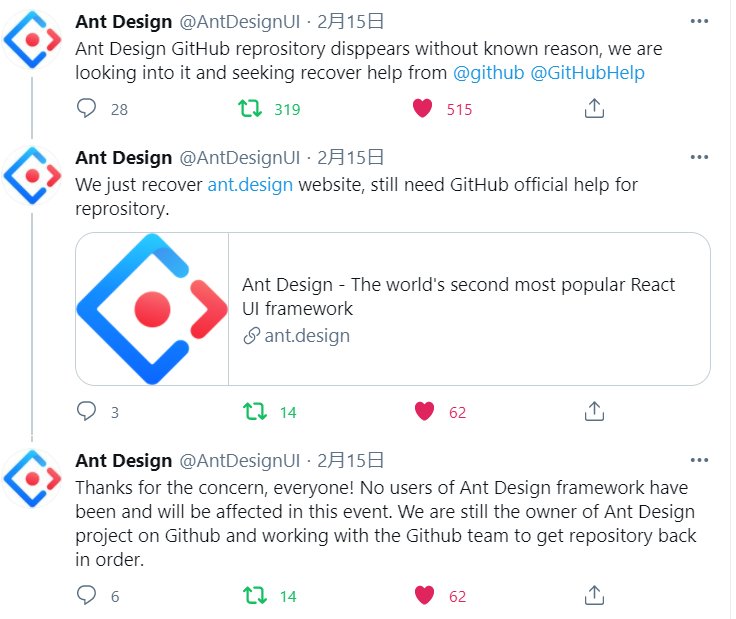 Ant Design @AntDesignUI · 2月15日
Ant Design GitHub reprository disppears without known reason, we are
looking into it and seeking recover help from @github @GitHubHelp
28 319 515
Ant Design @AntDesignUI · 2月15日
We just recover ant.design website, still need GitHub official help for
reprository.
Ant Design - The world's second most popular React
UI framework
ant.design
3 14 62
Ant Design @AntDesignUI · 2月15日
Thanks for the concern, everyone! No users of Ant Design framework have
been and will be affected in this event. We are still the owner of Ant Design
project on Github and working with the Github team to get repository back
in order.
6 14 62